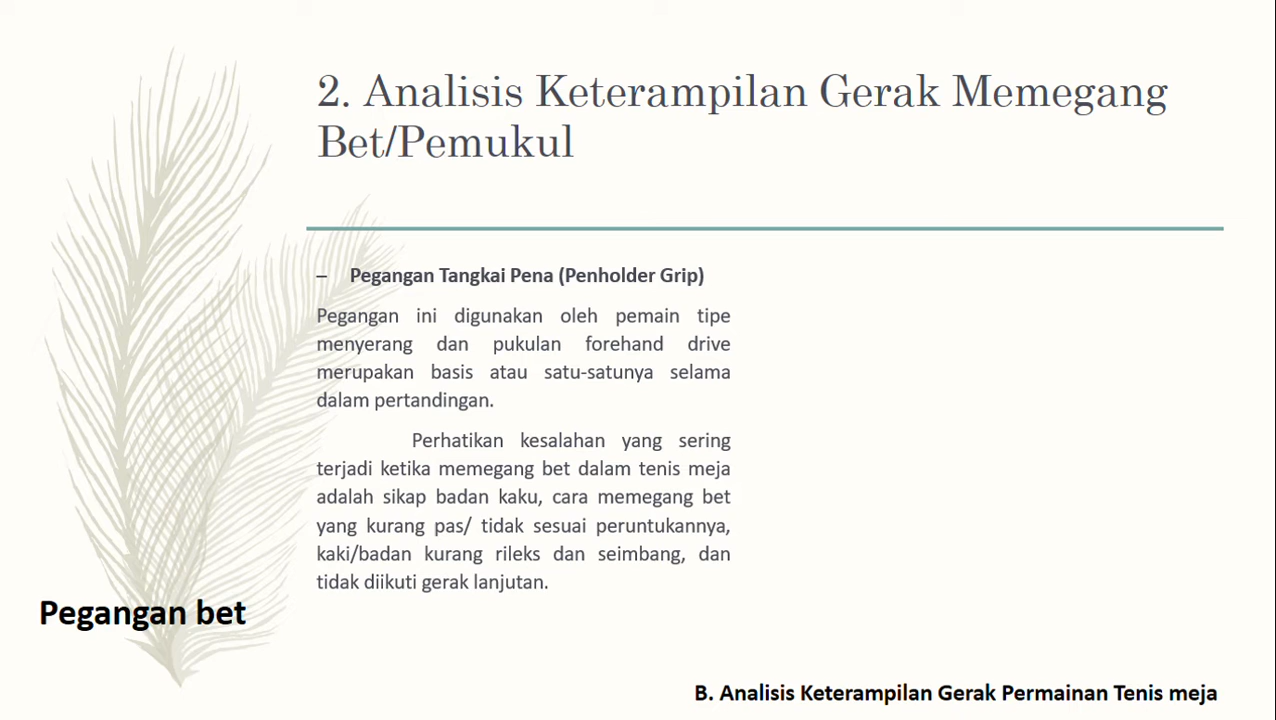 2. Analisis Keterampilan Gerak Memegang
Bet/Pemukul
– Pegangan Tangkai Pena (Penholder Grip)
Pegangan ini digunakan oleh pemain tipe
menyerang dan pukulan forehand drive
merupakan basis atau satu-satunya selama
dalam pertandingan.
Perhatikan kesalahan yang sering
terjadi ketika memegang bet dalam tenis meja
adalah sikap badan kaku, cara memegang bet
yang kurang pas/ tidak sesuai peruntukannya,
kaki/badan kurang rileks dan seimbang, dan
tidak diikuti gerak lanjutan.
Pegangan bet
B. Analisis Keterampilan Gerak Permainan Tenis meja